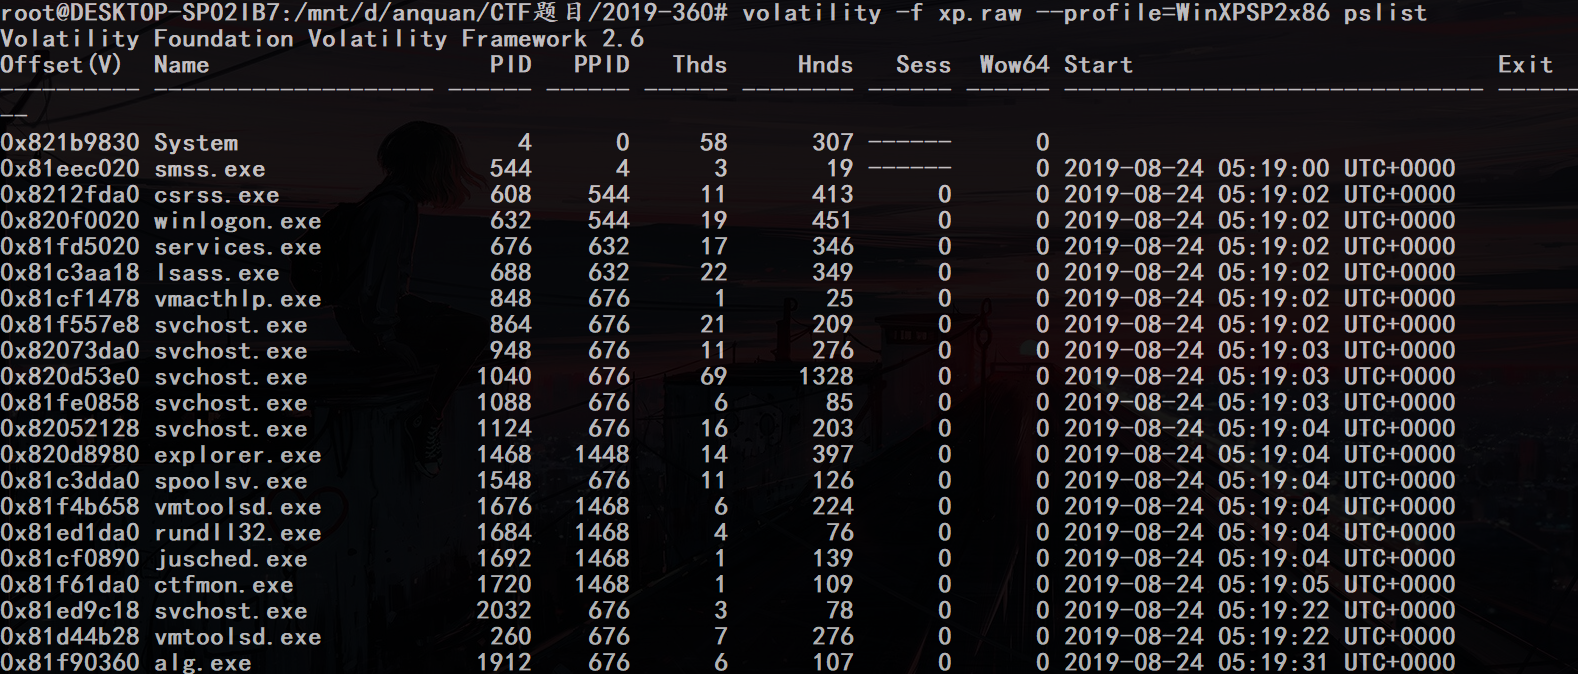 root@DESKTOP-SPO2IB7:/mnt/d/anquan/CTF题目/2019-360# volatility -f xp.raw --profile=WinXPSP2x86 pslist
Volatility Foundation Volatility Framework 2.6
Offset(V)  Name                    PID   PPID   Thds     Hnds   Sess  Wow64 Start                          Exit
---------- -------------------- ------ ------ ------ -------- ------ ------ ------------------------------ ------
--
0x821b9830 System                    4      0     58      307 ------      0
0x81eec020 smss.exe                544      4      3       19 ------      0 2019-08-24 05:19:00 UTC+0000
0x8212fda0 csrss.exe               608    544     11      413      0      0 2019-08-24 05:19:02 UTC+0000
0x820f0020 winlogon.exe            632    544     19      451      0      0 2019-08-24 05:19:02 UTC+0000
0x81fd5020 services.exe            676    632     17      346      0      0 2019-08-24 05:19:02 UTC+0000
0x81c3aa18 lsass.exe               688    632     22      349      0      0 2019-08-24 05:19:02 UTC+0000
0x81cf1478 vmacthlp.exe            848    676      1       25      0      0 2019-08-24 05:19:02 UTC+0000
0x81f557e8 svchost.exe             864    676     21      209      0      0 2019-08-24 05:19:02 UTC+0000
0x82073da0 svchost.exe             948    676     11      276      0      0 2019-08-24 05:19:03 UTC+0000
0x820d53e0 svchost.exe            1040    676     69     1328      0      0 2019-08-24 05:19:03 UTC+0000
0x81fe0858 svchost.exe            1088    676      6       85      0      0 2019-08-24 05:19:03 UTC+0000
0x82052128 svchost.exe            1124    676     16      203      0      0 2019-08-24 05:19:04 UTC+0000
0x820d8980 explorer.exe           1468   1448     14      397      0      0 2019-08-24 05:19:04 UTC+0000
0x81c3dda0 spoolsv.exe            1548    676     11      126      0      0 2019-08-24 05:19:04 UTC+0000
0x81f4b658 vmtoolsd.exe           1676   1468      6      224      0      0 2019-08-24 05:19:04 UTC+0000
0x81ed1da0 rundll32.exe           1684   1468      4       76      0      0 2019-08-24 05:19:04 UTC+0000
0x81cf0890 jusched.exe            1692   1468      1      139      0      0 2019-08-24 05:19:04 UTC+0000
0x81f61da0 ctfmon.exe             1720   1468      1      109      0      0 2019-08-24 05:19:05 UTC+0000
0x81ed9c18 svchost.exe            2032    676      3       78      0      0 2019-08-24 05:19:22 UTC+0000
0x81d44b28 vmtoolsd.exe            260    676      7      276      0      0 2019-08-24 05:19:22 UTC+0000
0x81f90360 alg.exe                1912    676      6      107      0      0 2019-08-24 05:19:31 UTC+0000